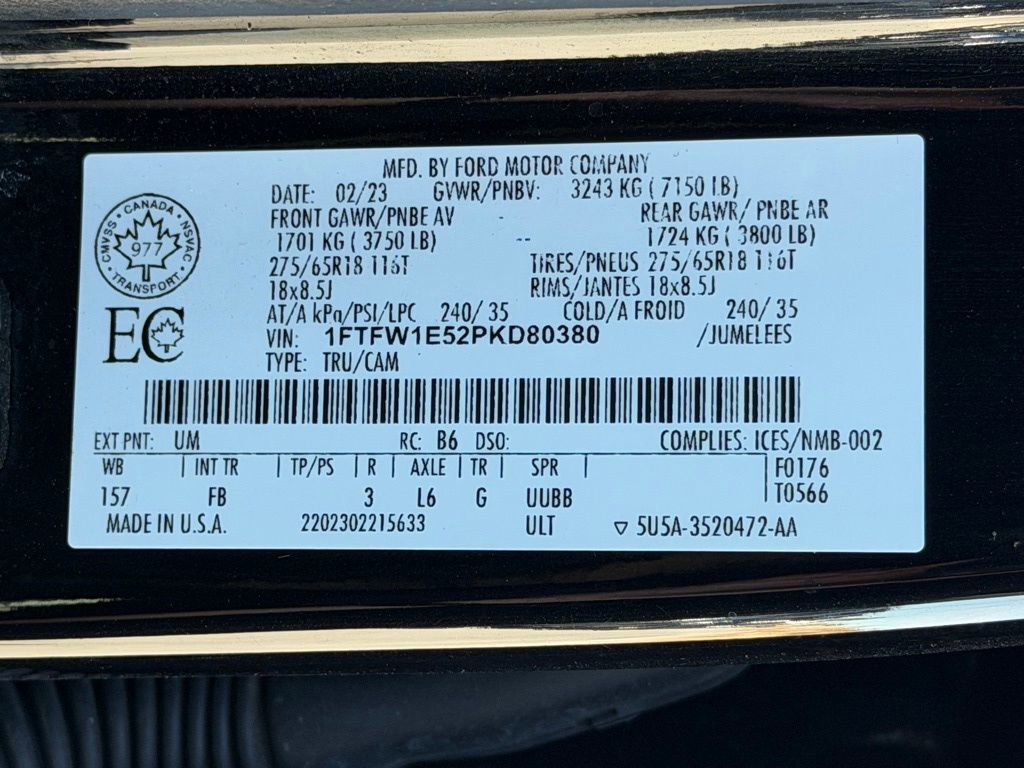 MFD. BY FORD MOTOR COMPANY
DATE: 02/23 GVWR/PNBV: 3243 KG ( 7150 LB)
FRONT GAWR/PNBE AV REAR GAWR/ PNBE AR
1701 KG ( 3750 LB) -- 1724 KG ( 3800 LB)
275/65R18 116T TIRES/PNEUS 275/65R18 116T
18x8.5J RIMS/JANTES 18x8.5J
AT/A kPa/PSI/LPC 240/ 35 COLD/A FROID 240/ 35
VIN: 1FTFW1E52PKD80380 /JUMELEES
TYPE: TRU/CAM
CANADA
CMVSS NSVAC
977
TRANSPORT
EC
EXT PNT: UM RC: B6 DSO: COMPLIES: ICES/NMB-002
WB | INT TR | TP/PS | R | AXLE | TR | SPR | | F0176
157 FB 3 L6 G UUBB | T0566
MADE IN U.S.A. 2202302215633 ULT ▽ 5U5A-3520472-AA